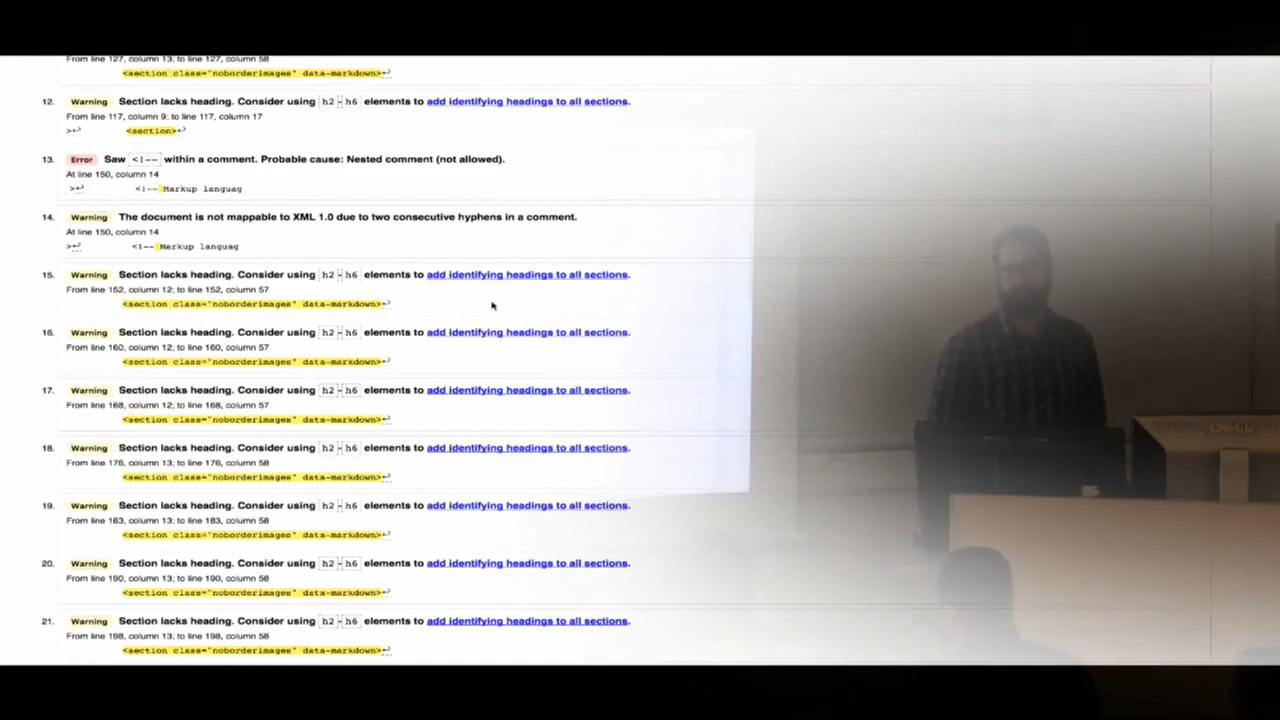 From line 127, column 13; to line 127, column 58
<section class="noborderimages" data-markdown>↩
12. Warning Section lacks heading. Consider using h2-h6 elements to add identifying headings to all sections.
From line 117, column 9; to line 117, column 17
>↩ <section>↩
13. Error Saw <!-- within a comment. Probable cause: Nested comment (not allowed).
At line 150, column 14
>↩ <!-- Markup languag
14. Warning The document is not mappable to XML 1.0 due to two consecutive hyphens in a comment.
At line 150, column 14
>↩ <!-- Markup languag
15. Warning Section lacks heading. Consider using h2-h6 elements to add identifying headings to all sections.
From line 152, column 12; to line 152, column 57
<section class="noborderimages" data-markdown>↩
16. Warning Section lacks heading. Consider using h2-h6 elements to add identifying headings to all sections.
From line 160, column 12; to line 160, column 57
<section class="noborderimages" data-markdown>↩
17. Warning Section lacks heading. Consider using h2-h6 elements to add identifying headings to all sections.
From line 168, column 12; to line 168, column 57
<section class="noborderimages" data-markdown>↩
18. Warning Section lacks heading. Consider using h2-h6 elements to add identifying headings to all sections.
From line 176, column 13; to line 176, column 58
<section class="noborderimages" data-markdown>↩
19. Warning Section lacks heading. Consider using h2-h6 elements to add identifying headings to all sections.
From line 183, column 13; to line 183, column 58
<section class="noborderimages" data-markdown>↩
20. Warning Section lacks heading. Consider using h2-h6 elements to add identifying headings to all sections.
From line 190, column 13; to line 190, column 58
<section class="noborderimages" data-markdown>↩
21. Warning Section lacks heading. Consider using h2-h6 elements to add identifying headings to all sections.
From line 198, column 13; to line 198, column 58
<section class="noborderimages" data-markdown>↩